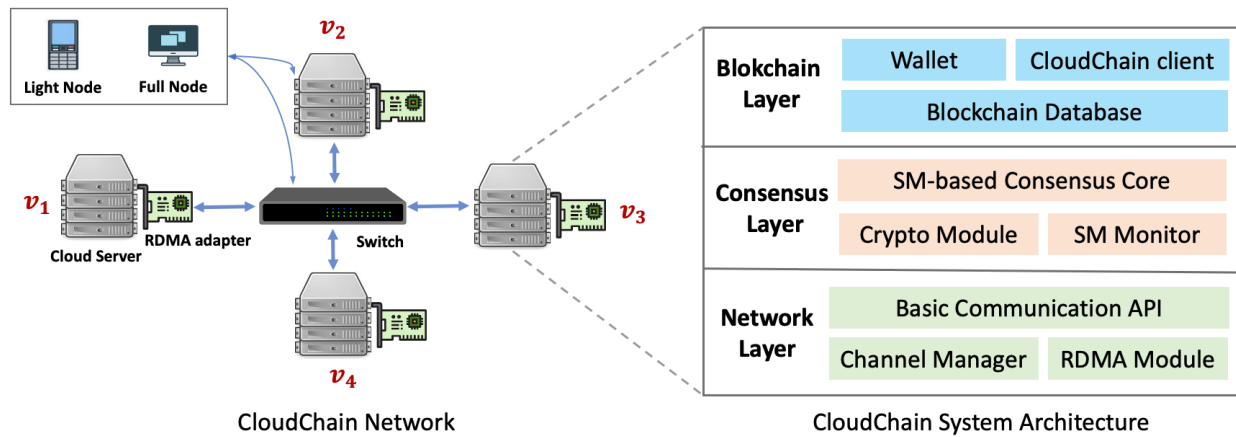 Light Node
Full Node
v2
v1
Cloud Server
RDMA adapter
Switch
v3
v4
CloudChain Network
Blokchain
Layer
Wallet
CloudChain client
Blockchain Database
Consensus
Layer
SM-based Consensus Core
Crypto Module
SM Monitor
Network
Layer
Basic Communication API
Channel Manager
RDMA Module
CloudChain System Architecture